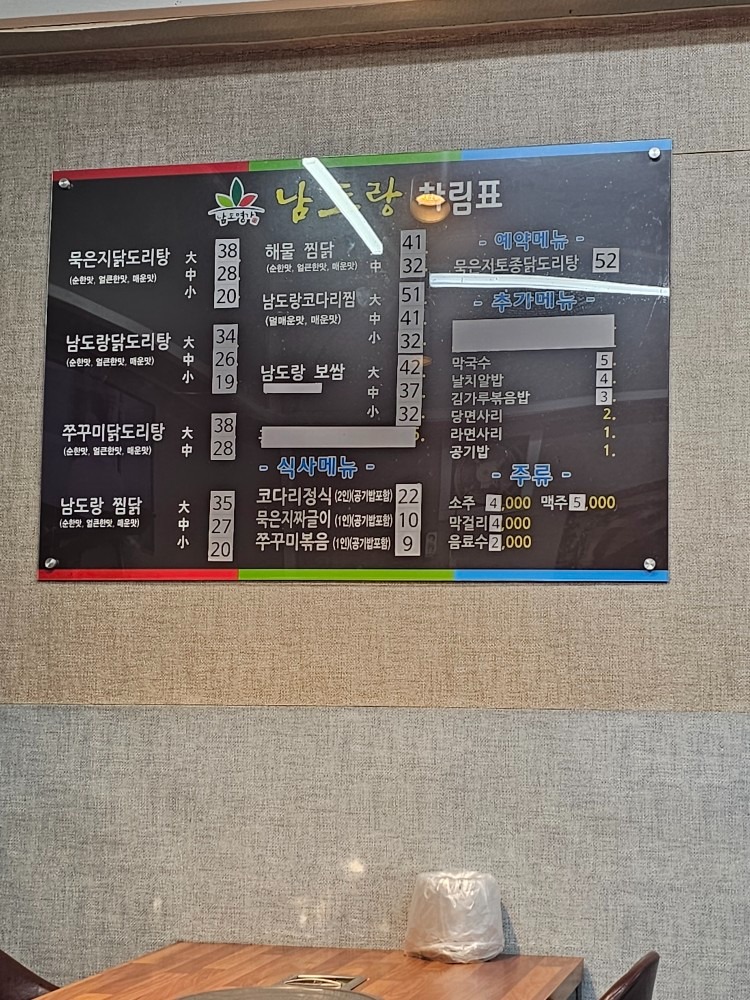 남도랑 차림표
묵은지닭도리탕 大 38
(순한맛, 얼큰한맛, 매운맛) 中 28
小 20
남도랑닭도리탕 大 34
(순한맛, 얼큰한맛, 매운맛) 中 26
小 19
쭈꾸미닭도리탕 大 38
(순한맛, 얼큰한맛, 매운맛) 中 28
남도랑 찜닭 大 35
(순한맛, 얼큰한맛, 매운맛) 中 27
小 20
해물 찜닭 大 41
(순한맛, 얼큰한맛, 매운맛) 中 32
남도랑코다리찜 大 51
(덜매운맛, 매운맛) 中 41
小 32
남도랑 보쌈 大 42
中 37
小 32
- 식사메뉴 -
코다리정식 (2인)(공기밥포함) 22
묵은지짜글이 (1인)(공기밥포함) 10
쭈꾸미볶음 (1인)(공기밥포함) 9
- 예약메뉴 -
묵은지토종닭도리탕 52
- 추가메뉴 -
막국수 5.
날치알밥 4.
김가루볶음밥 3.
당면사리 2.
라면사리 1.
공기밥 1.
- 주류 -
소주 4,000 맥주 5,000
막걸리 4,000
음료수 2,000